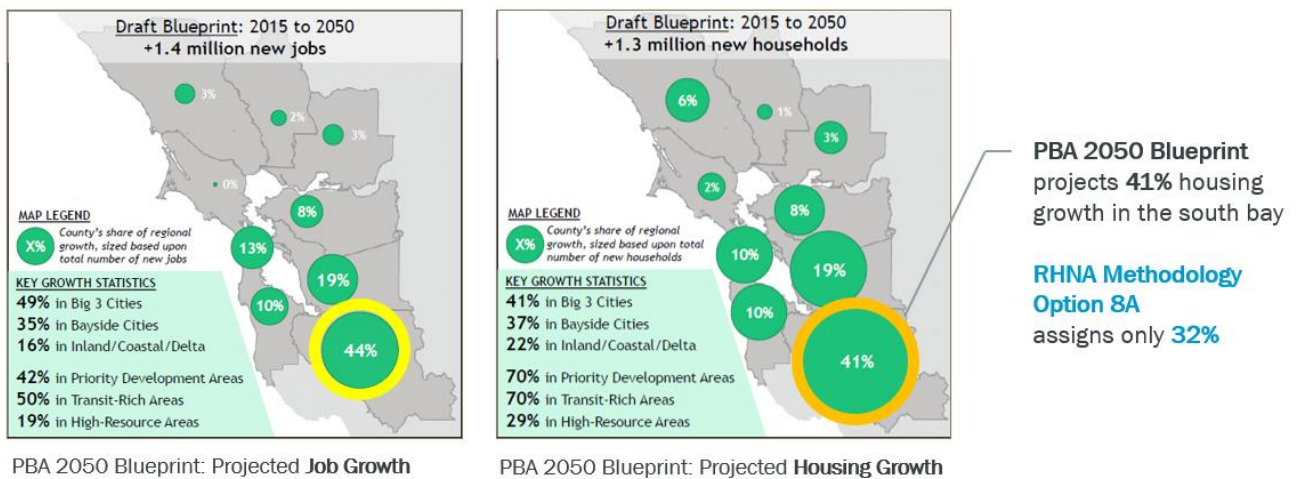 Draft Blueprint: 2015 to 2050
+1.4 million new jobs
3%
2%
3%
0%
8%
13%
19%
10%
44%
MAP LEGEND
X%
County's share of regional
growth, sized based upon
total number of new jobs
KEY GROWTH STATISTICS
49% in Big 3 Cities
35% in Bayside Cities
16% in Inland/Coastal/Delta
42% in Priority Development Areas
50% in Transit-Rich Areas
19% in High-Resource Areas
PBA 2050 Blueprint: Projected Job Growth
Draft Blueprint: 2015 to 2050
+1.3 million new households
6%
1%
3%
2%
8%
10%
19%
10%
41%
MAP LEGEND
X%
County's share of regional
growth, sized based upon total
number of new households
KEY GROWTH STATISTICS
41% in Big 3 Cities
37% in Bayside Cities
22% in Inland/Coastal/Delta
70% in Priority Development Areas
70% in Transit-Rich Areas
29% in High-Resource Areas
PBA 2050 Blueprint: Projected Housing Growth
PBA 2050 Blueprint
projects 41% housing
growth in the south bay
RHNA Methodology
Option 8A
assigns only 32%